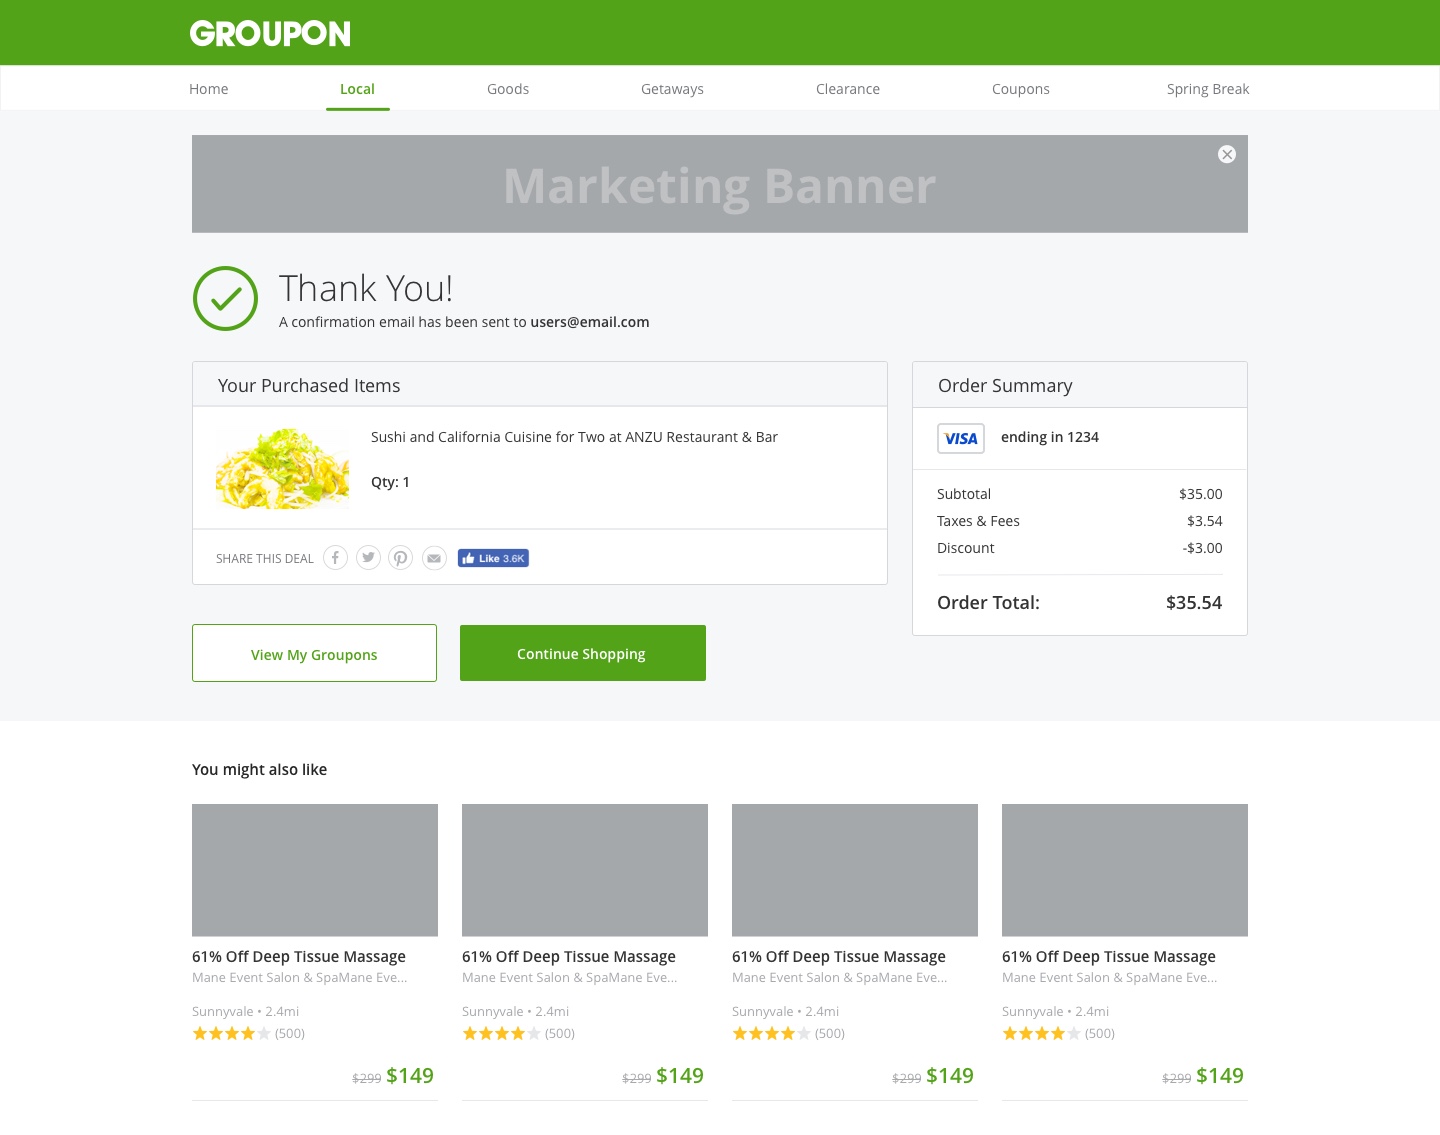 GROUPON
Home Local Goods Getaways Clearance Coupons Spring Break
Marketing Banner
Thank You!
A confirmation email has been sent to users@email.com
Your Purchased Items
Sushi and California Cuisine for Two at ANZU Restaurant & Bar
Qty: 1
SHARE THIS DEAL Like 3.6K
Order Summary
VISA ending in 1234
Subtotal $35.00
Taxes & Fees $3.54
Discount -$3.00
Order Total: $35.54
View My Groupons Continue Shopping
You might also like
61% Off Deep Tissue Massage
Mane Event Salon & SpaMane Eve...
Sunnyvale • 2.4mi
(500)
$299 $149
61% Off Deep Tissue Massage
Mane Event Salon & SpaMane Eve...
Sunnyvale • 2.4mi
(500)
$299 $149
61% Off Deep Tissue Massage
Mane Event Salon & SpaMane Eve...
Sunnyvale • 2.4mi
(500)
$299 $149
61% Off Deep Tissue Massage
Mane Event Salon & SpaMane Eve...
Sunnyvale • 2.4mi
(500)
$299 $149